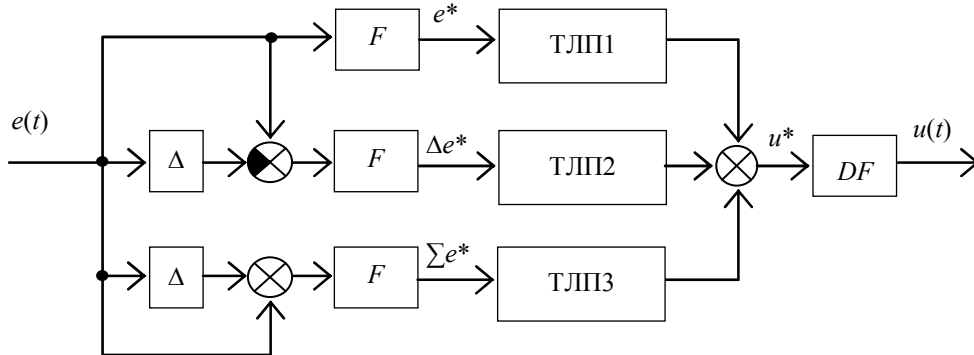 e*
F
ТЛП1
e(t)
Δ
F
Δe*
ТЛП2
u*
DF
u(t)
Δ
F
∑e*
ТЛП3